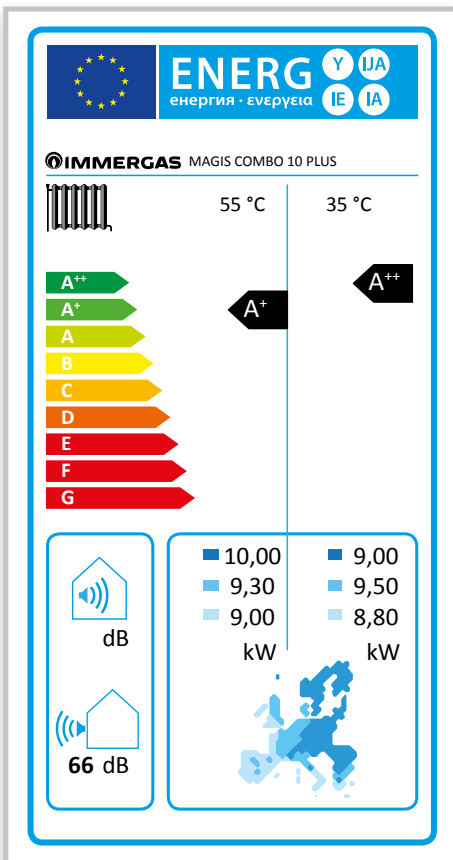 ENERG Y IJA
енергия · ενεργεια IE IA
IMMERGAS MAGIS COMBO 10 PLUS
55 °C 35 °C
A++
A+
A
B
C
D
E
F
G
A+
A++
dB
66 dB
10,00 9,00
9,30 9,50
9,00 8,80
kW kW